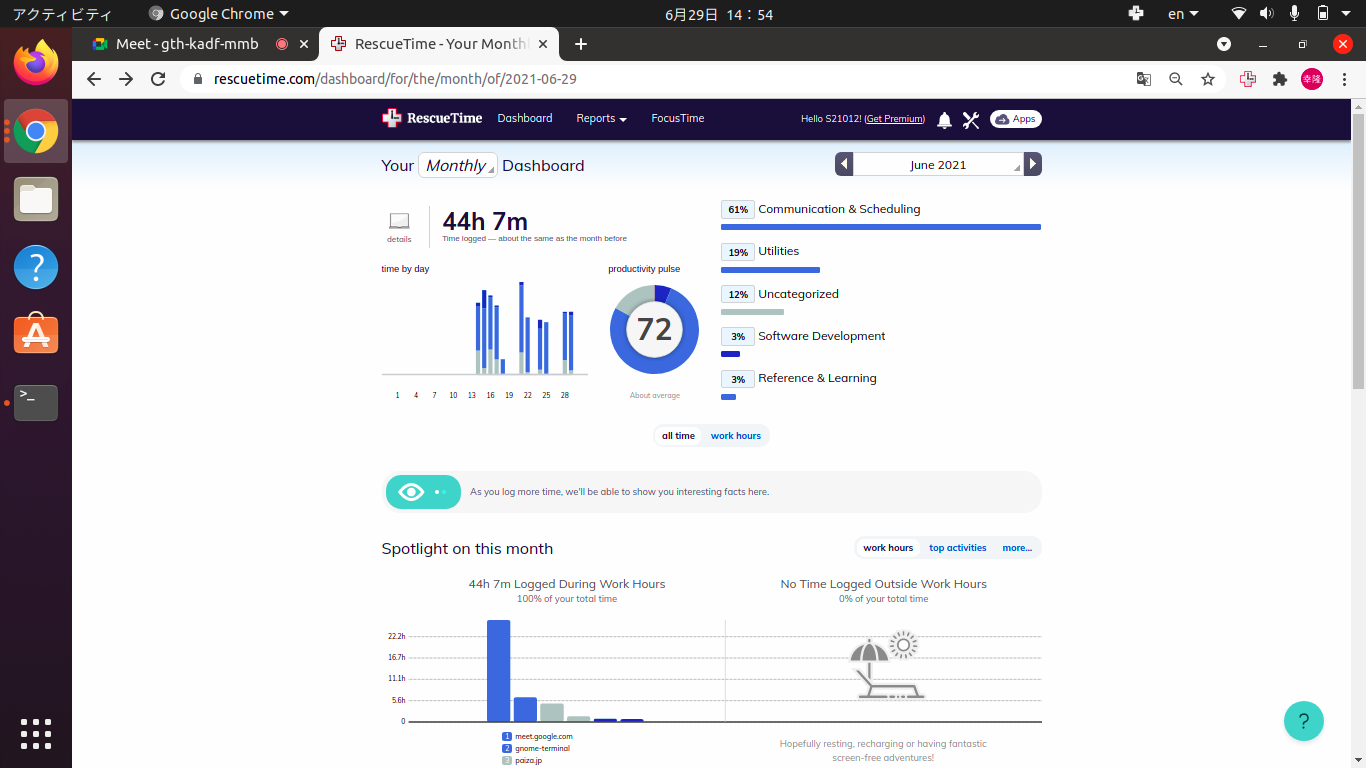 アクティビティ
Google Chrome
6月29日 14：54
en
Meet - gth-kadf-mmb
RescueTime - Your Month
rescuetime.com/dashboard/for/the/month/of/2021-06-29
幸隆
RescueTime
Dashboard
Reports
FocusTime
Hello S21012! (Get Premium)
Apps
Your Monthly Dashboard
June 2021
details
44h 7m
Time logged — about the same as the month before
time by day
1 4 7 10 13 16 19 22 25 28
productivity pulse
72
About average
61% Communication & Scheduling
19% Utilities
12% Uncategorized
3% Software Development
3% Reference & Learning
all time
work hours
As you log more time, we'll be able to show you interesting facts here.
Spotlight on this month
work hours
top activities
more...
44h 7m Logged During Work Hours
100% of your total time
22.2h
16.7h
11.1h
5.6h
0
1 meet.google.com
2 gnome-terminal
3 paiza.jp
No Time Logged Outside Work Hours
0% of your total time
Hopefully resting, recharging or having fantastic
screen-free adventures!
?